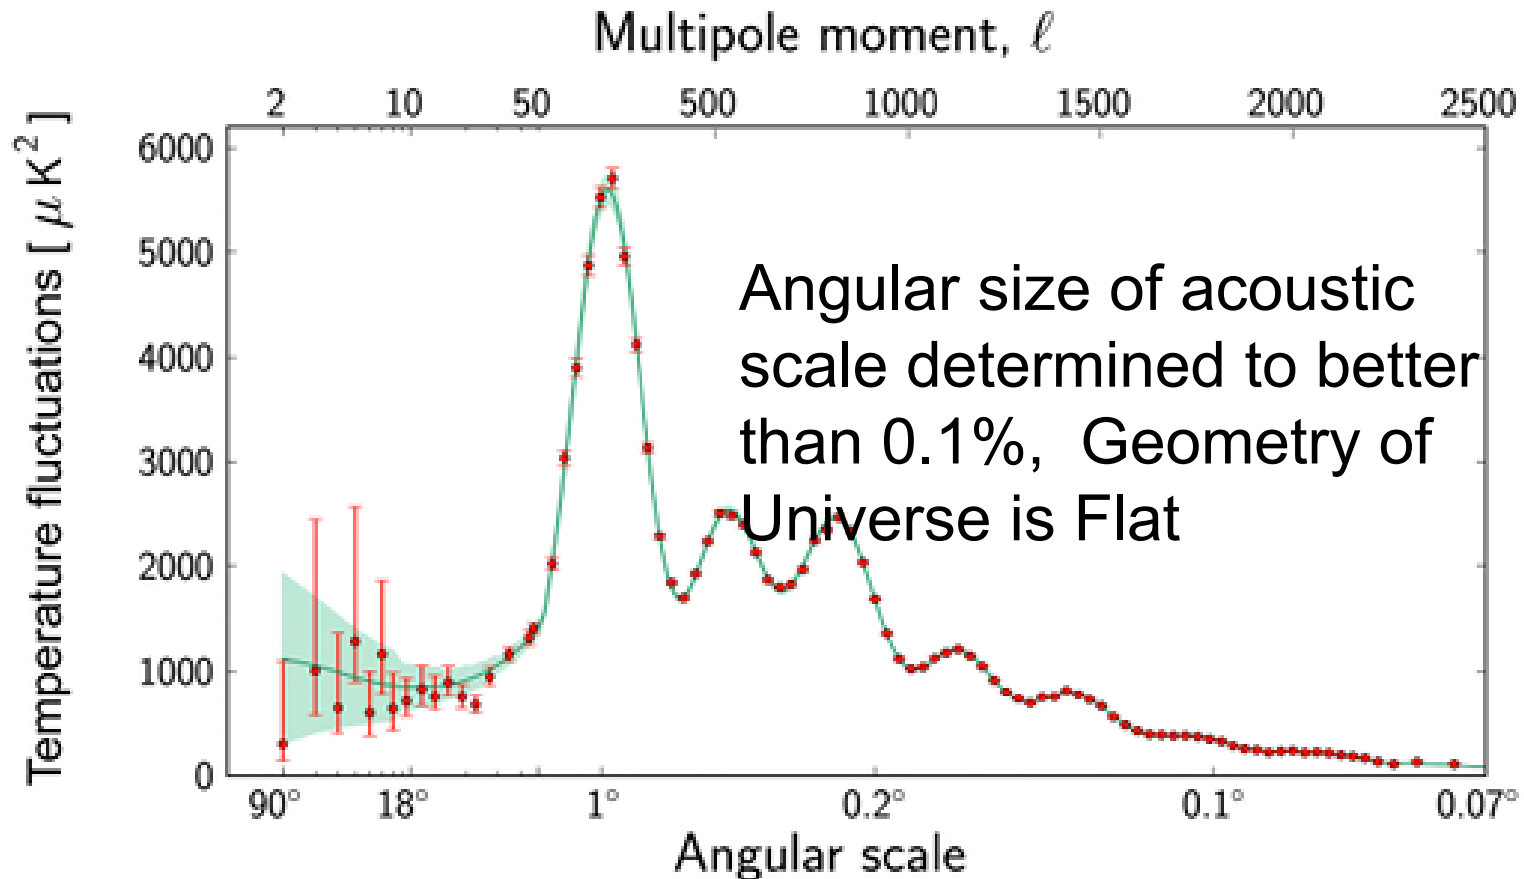 Multipole moment, ℓ
2 10 50 500 1000 1500 2000 2500
Temperature fluctuations [ μ K² ]
6000
5000
4000
3000
2000
1000
0
Angular size of acoustic
scale determined to better
than 0.1%, Geometry of
Universe is Flat
90° 18° 1° 0.2° 0.1° 0.07°
Angular scale